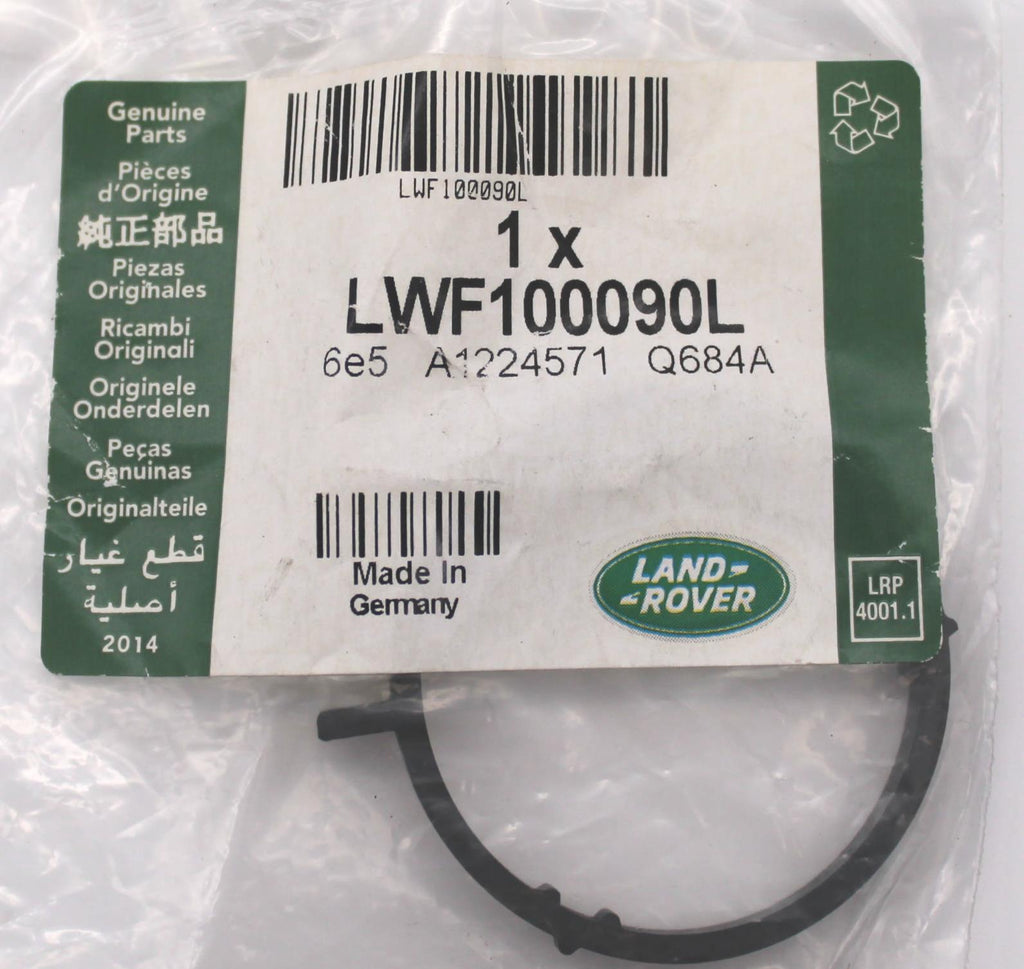 Genuine
Parts
Pièces
d'Origine
純正部品
Piezas
Originales
Ricambi
Originali
Originele
Onderdelen
Peças
Genuínas
Originalteile
قطع غيار
أصلية
2014
LWF100090L
1 x
LWF100090L
6e5 A1224571 Q684A
Made In
Germany
LAND-
-ROVER
LRP
4001.1